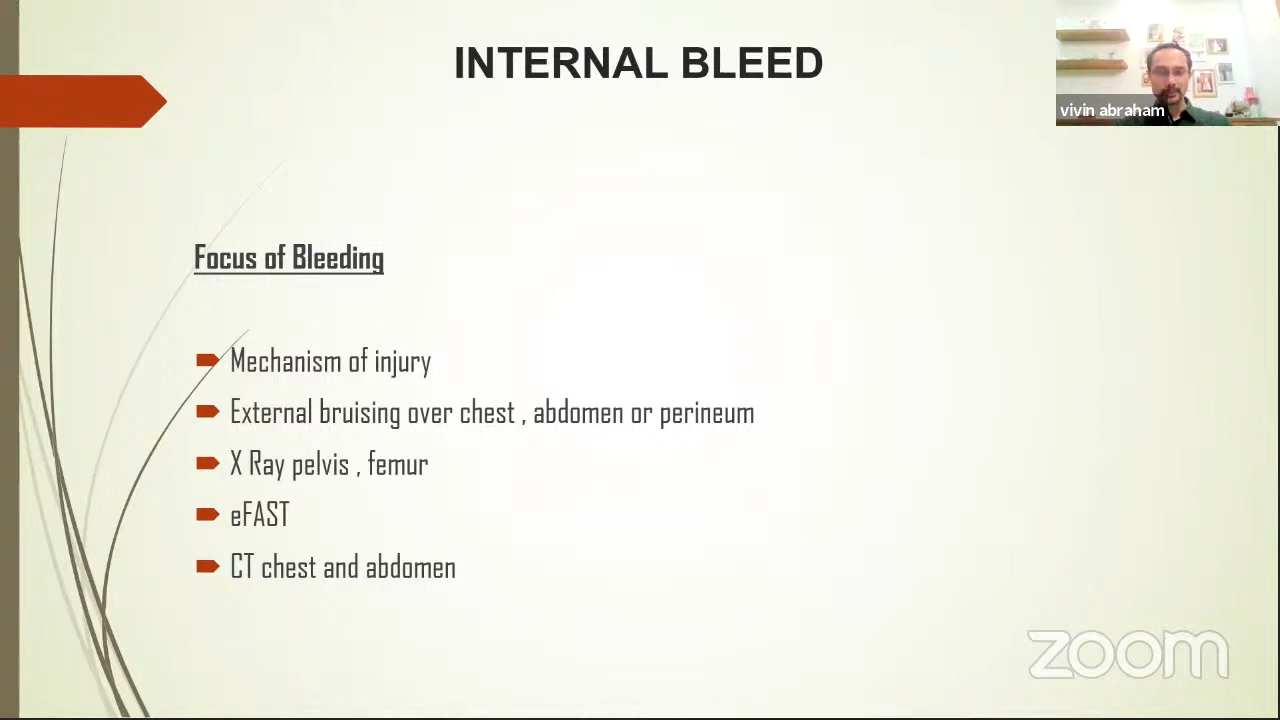 INTERNAL BLEED
vivin abraham
Focus of Bleeding
Mechanism of injury
External bruising over chest , abdomen or perineum
X Ray pelvis , femur
eFAST
CT chest and abdomen
zoom